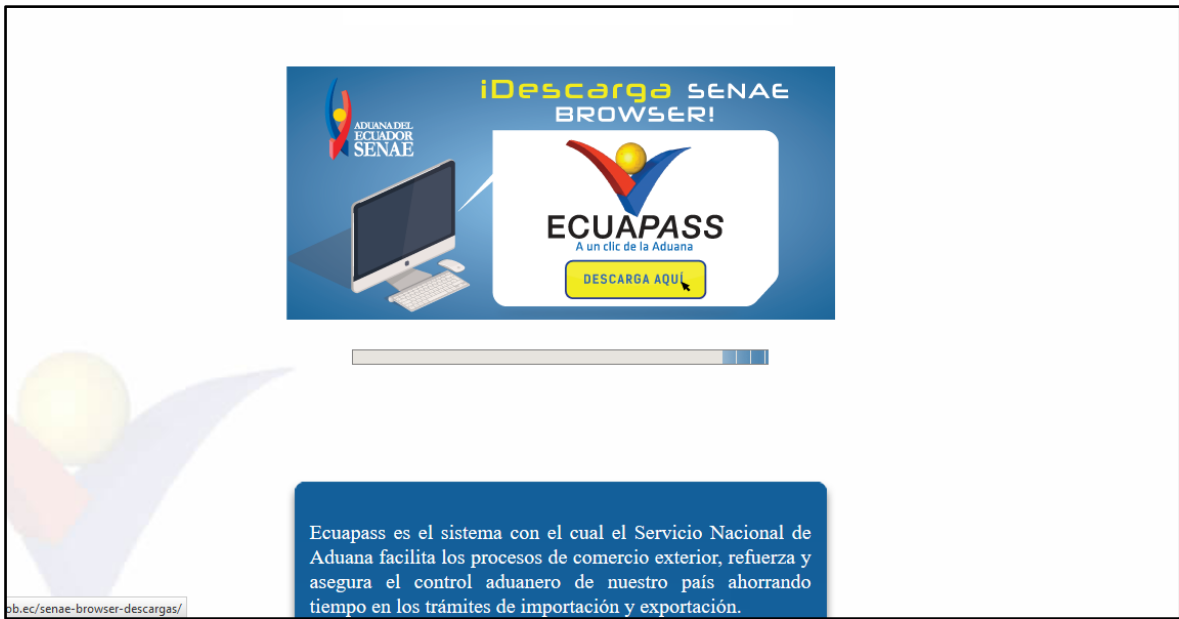 ¡Descarga SENAE
BROWSER!
ADUANA DEL
ECUADOR
SENAE
ECUAPASS
A un clic de la Aduana
DESCARGA AQUÍ
Ecuapass es el sistema con el cual el Servicio Nacional de
Aduana facilita los procesos de comercio exterior, refuerza y
asegura el control aduanero de nuestro país ahorrando
tiempo en los trámites de importación y exportación.
ob.ec/senae-browser-descargas/